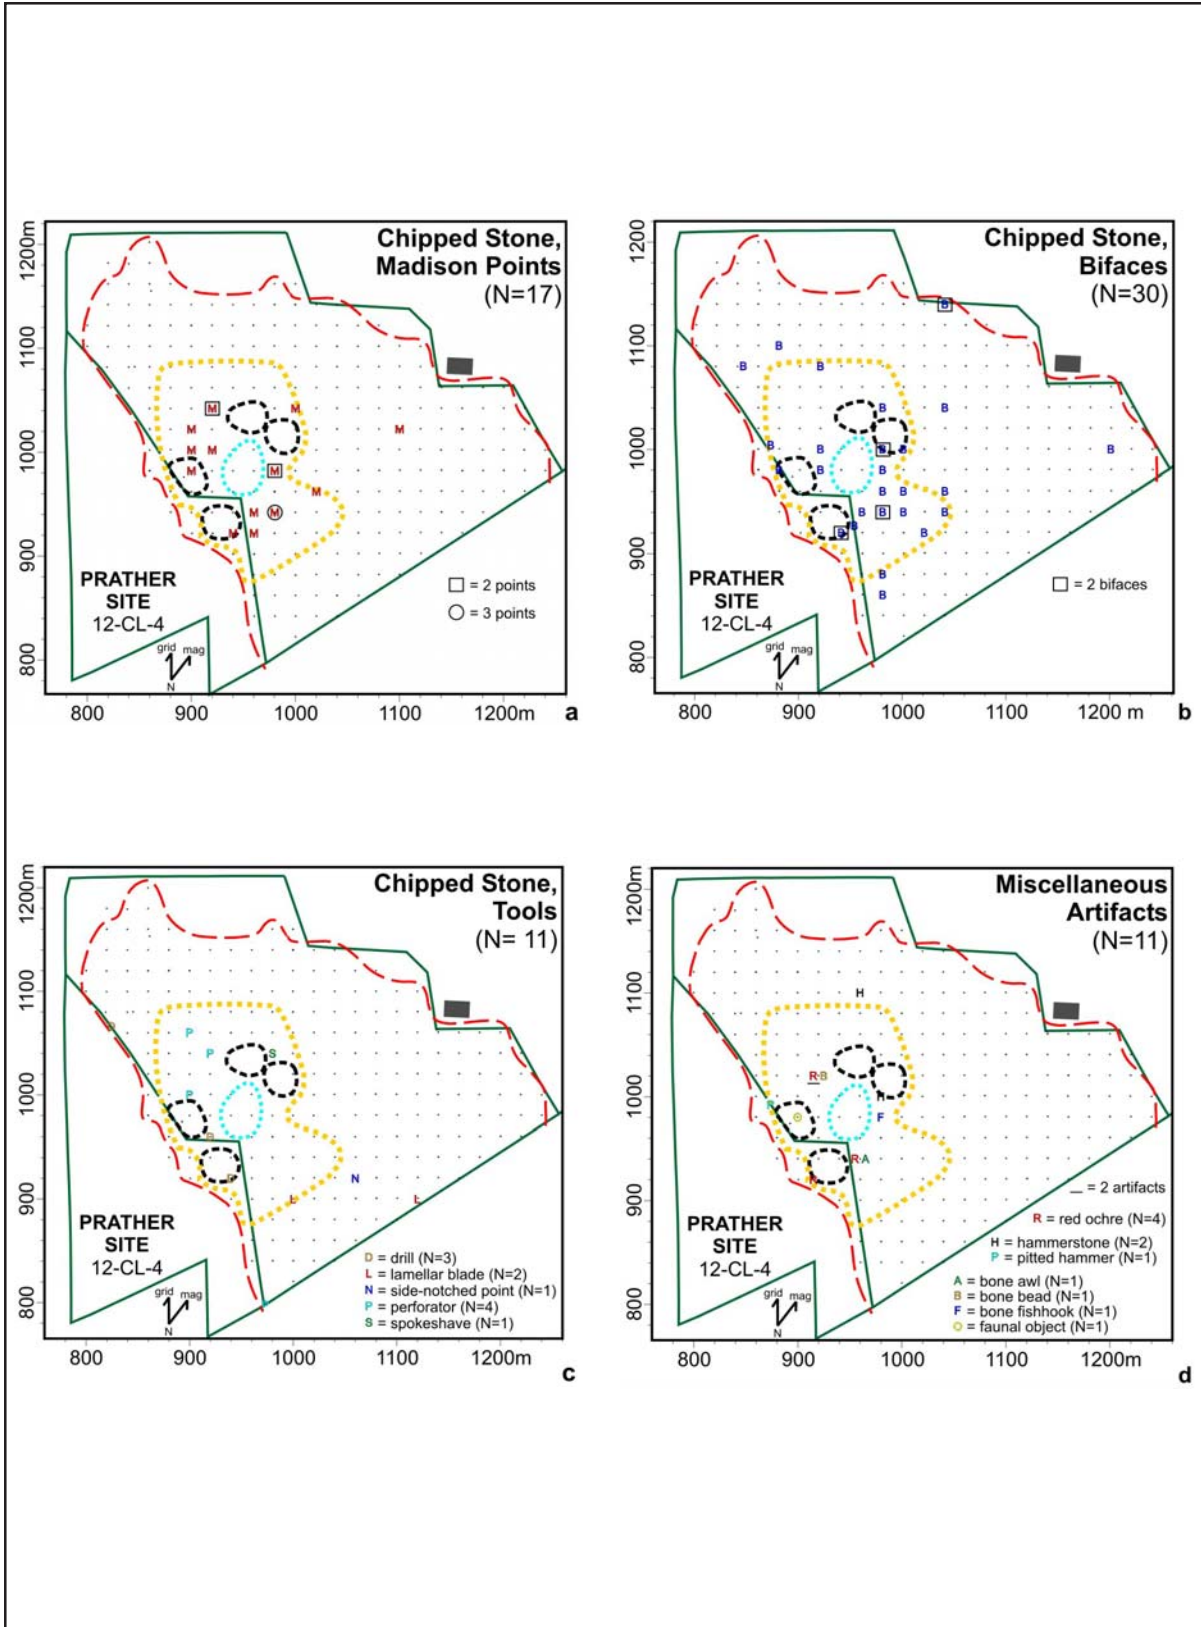 Chipped Stone,
Madison Points
(N=17)
1200m
1100
1000
900
800
M
M M
M M
M M
M
M
M
M M
M M
PRATHER
SITE
12-CL-4
grid mag
N
= 2 points
= 3 points
800 900 1000 1100 1200m
a
Chipped Stone,
Bifaces
(N=30)
1200
1100
1000
900
800
B
B
B B
B B
B B B B B
B B B
B B B
B B B B
B B B
B
B
PRATHER
SITE
12-CL-4
grid mag
N
= 2 bifaces
800 900 1000 1100 1200 m
b
Chipped Stone,
Tools
(N= 11)
1200m
1100
1000
900
800
P
P S
P
D
D N
L L
PRATHER
SITE
12-CL-4
grid mag
N
D = drill (N=3)
L = lamellar blade (N=2)
N = side-notched point (N=1)
P = perforator (N=4)
S = spokeshave (N=1)
800 900 1000 1100 1200m
c
Miscellaneous
Artifacts
(N=11)
1200m
1100
1000
900
800
H
R B
P H
F
R A
R
PRATHER
SITE
12-CL-4
grid mag
N
= 2 artifacts
R = red ochre (N=4)
H = hammerstone (N=2)
P = pitted hammer (N=1)
A = bone awl (N=1)
B = bone bead (N=1)
F = bone fishhook (N=1)
= faunal object (N=1)
800 900 1000 1100 1200m
d